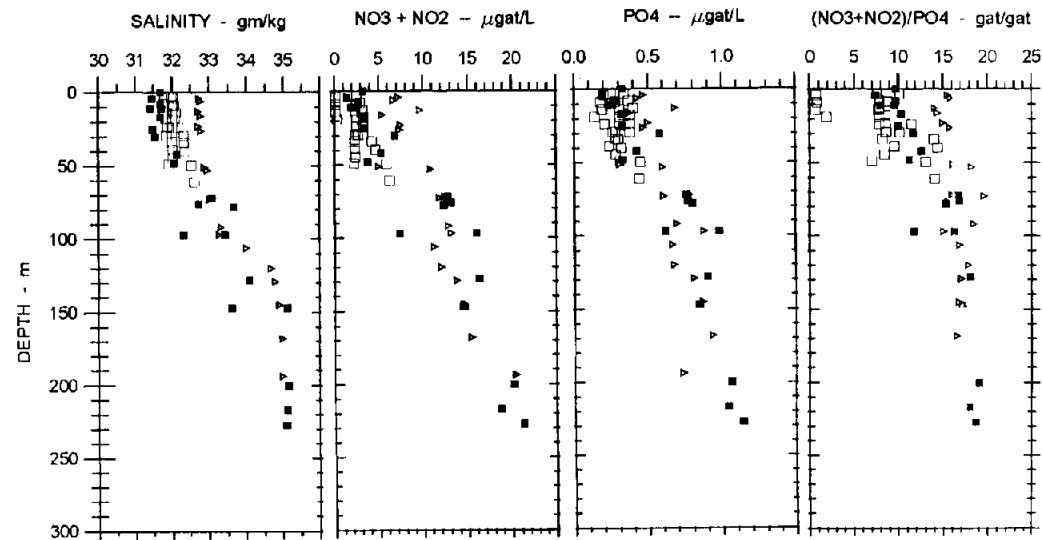 SALINITY - gm/kg
NO3 + NO2 -- μgat/L
PO4 -- μgat/L
(NO3+NO2)/PO4 - gat/gat
30 31 32 33 34 35
0 5 10 15 20
0.0 0.5 1.0
0 5 10 15 20 25
0
50
100
150
200
250
300
DEPTH - m